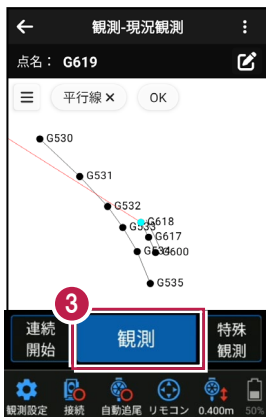 観測-現況観測
点名： G619
平行線 ×
OK
G530
G531
G532
G618
G533
G617
G534
G600
G535
3
連続
開始
観測
特殊
観測
観測設定 接続 自動追尾 リモコン 0.400m 50%